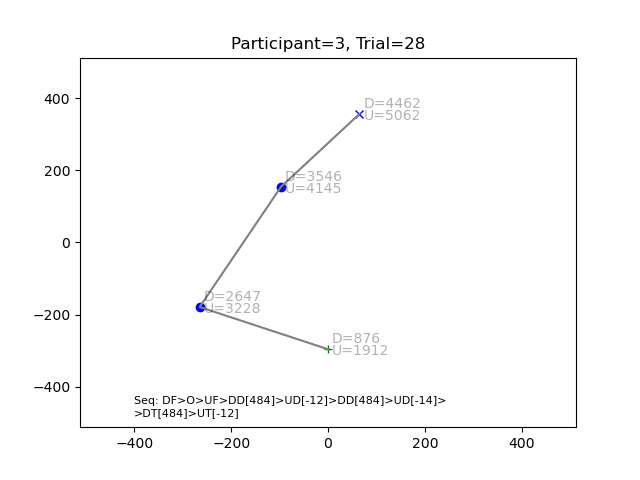 Participant=3, Trial=28
400
200
0
−200
−400
D=4462
U=5062
D=3546
U=4145
D=2647
U=3228
D=876
U=1912
Seq: DF>O>UF>DD[484]>UD[-12]>DD[484]>UD[-14]>
>DT[484]>UT[-12]
−400 −200 0 200 400